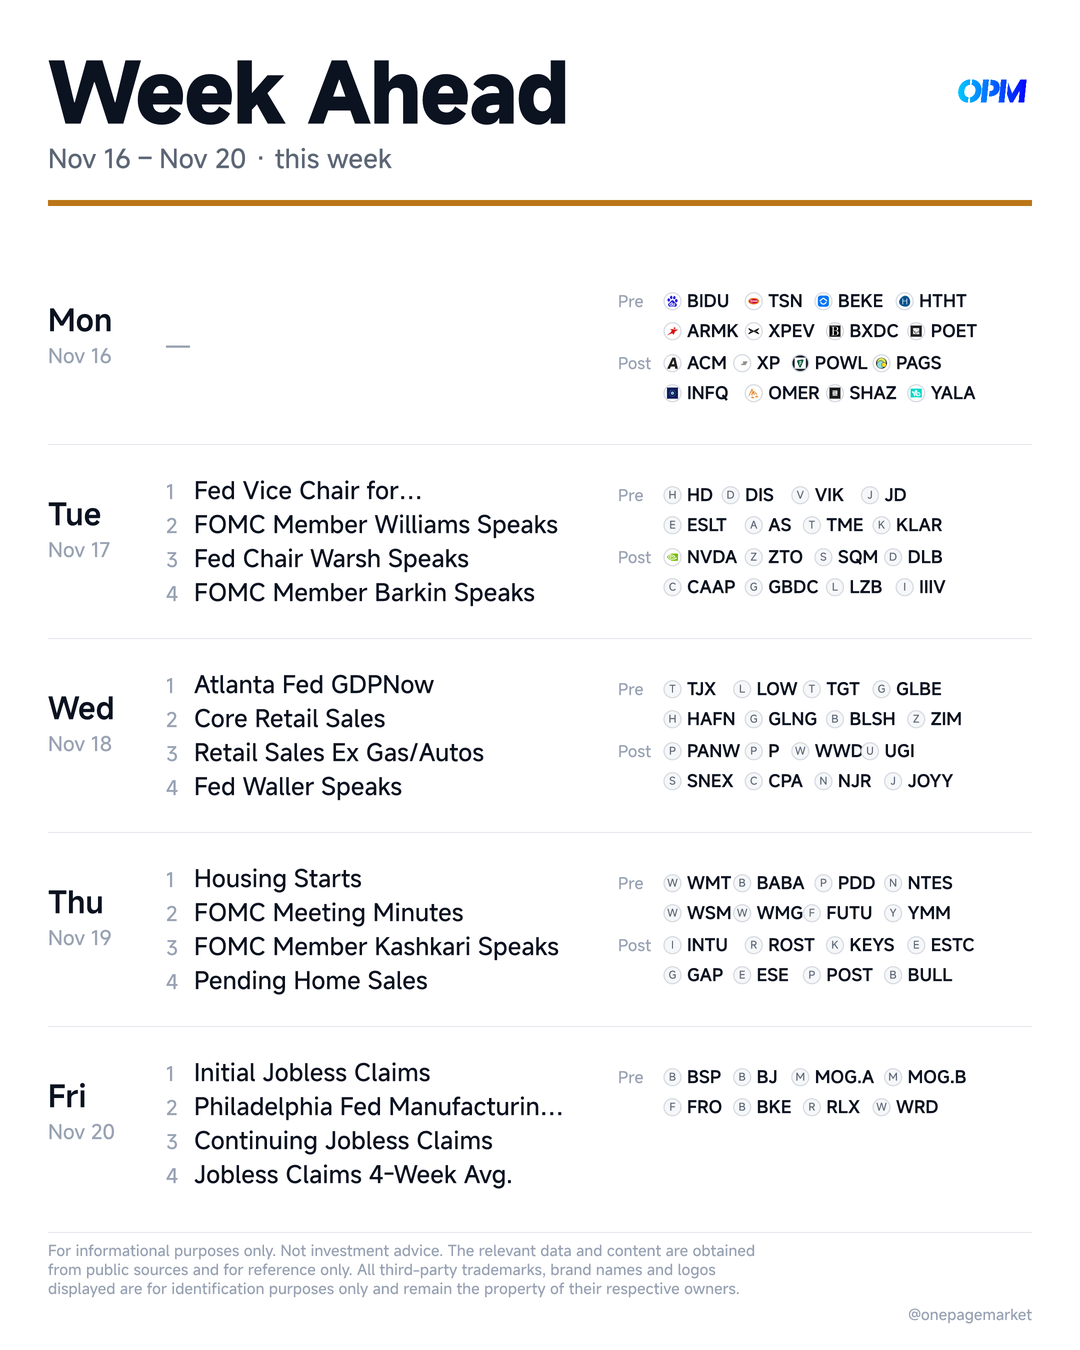 Week Ahead
OPM
Nov 16 – Nov 20 · this week
Mon
Nov 16
—
Pre BIDU TSN BEKE HTHT
ARMK XPEV BXDC POET
Post ACM XP POWL PAGS
INFQ OMER SHAZ YALA
Tue
Nov 17
1 Fed Vice Chair for...
2 FOMC Member Williams Speaks
3 Fed Chair Warsh Speaks
4 FOMC Member Barkin Speaks
Pre H HD D DIS V VIK J JD
E ESLT A AS T TME K KLAR
Post NVDA Z ZTO S SQM D DLB
C CAAP G GBDC L LZB I IIIV
Wed
Nov 18
1 Atlanta Fed GDPNow
2 Core Retail Sales
3 Retail Sales Ex Gas/Autos
4 Fed Waller Speaks
Pre T TJX L LOW T TGT G GLBE
H HAFN G GLNG B BLSH Z ZIM
Post P PANW P P W WWD U UGI
S SNEX C CPA N NJR J JOYY
Thu
Nov 19
1 Housing Starts
2 FOMC Meeting Minutes
3 FOMC Member Kashkari Speaks
4 Pending Home Sales
Pre W WMT B BABA P PDD N NTES
W WSM W WMG F FUTU Y YMM
Post I INTU R ROST K KEYS E ESTC
G GAP E ESE P POST B BULL
Fri
Nov 20
1 Initial Jobless Claims
2 Philadelphia Fed Manufacturin...
3 Continuing Jobless Claims
4 Jobless Claims 4-Week Avg.
Pre B BSP B BJ M MOG.A M MOG.B
F FRO B BKE R RLX W WRD
For informational purposes only. Not investment advice. The relevant data and content are obtained
from public sources and for reference only. All third-party trademarks, brand names and logos
displayed are for identification purposes only and remain the property of their respective owners.
@onepagemarket